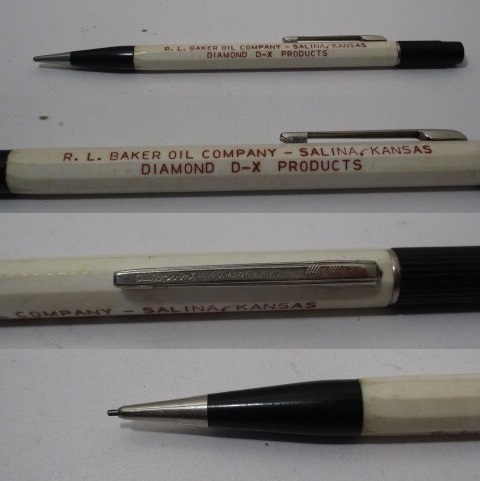 R. L. BAKER OIL COMPANY - SALINA, KANSAS
DIAMOND D-X PRODUCTS
R. L. BAKER OIL COMPANY - SALINA, KANSAS
DIAMOND D-X PRODUCTS
COMPANY - SALINA, KANSAS